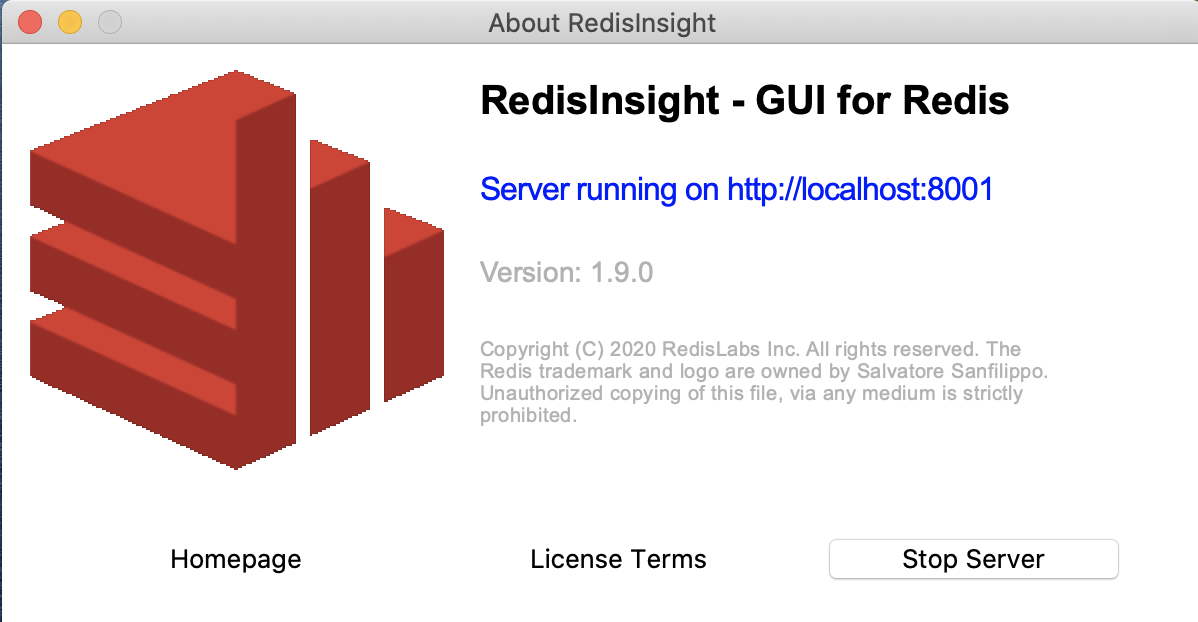 About RedisInsight
RedisInsight - GUI for Redis
Server running on http://localhost:8001
Version: 1.9.0
Copyright (C) 2020 RedisLabs Inc. All rights reserved. The
Redis trademark and logo are owned by Salvatore Sanfilippo.
Unauthorized copying of this file, via any medium is strictly
prohibited.
Homepage
License Terms
Stop Server